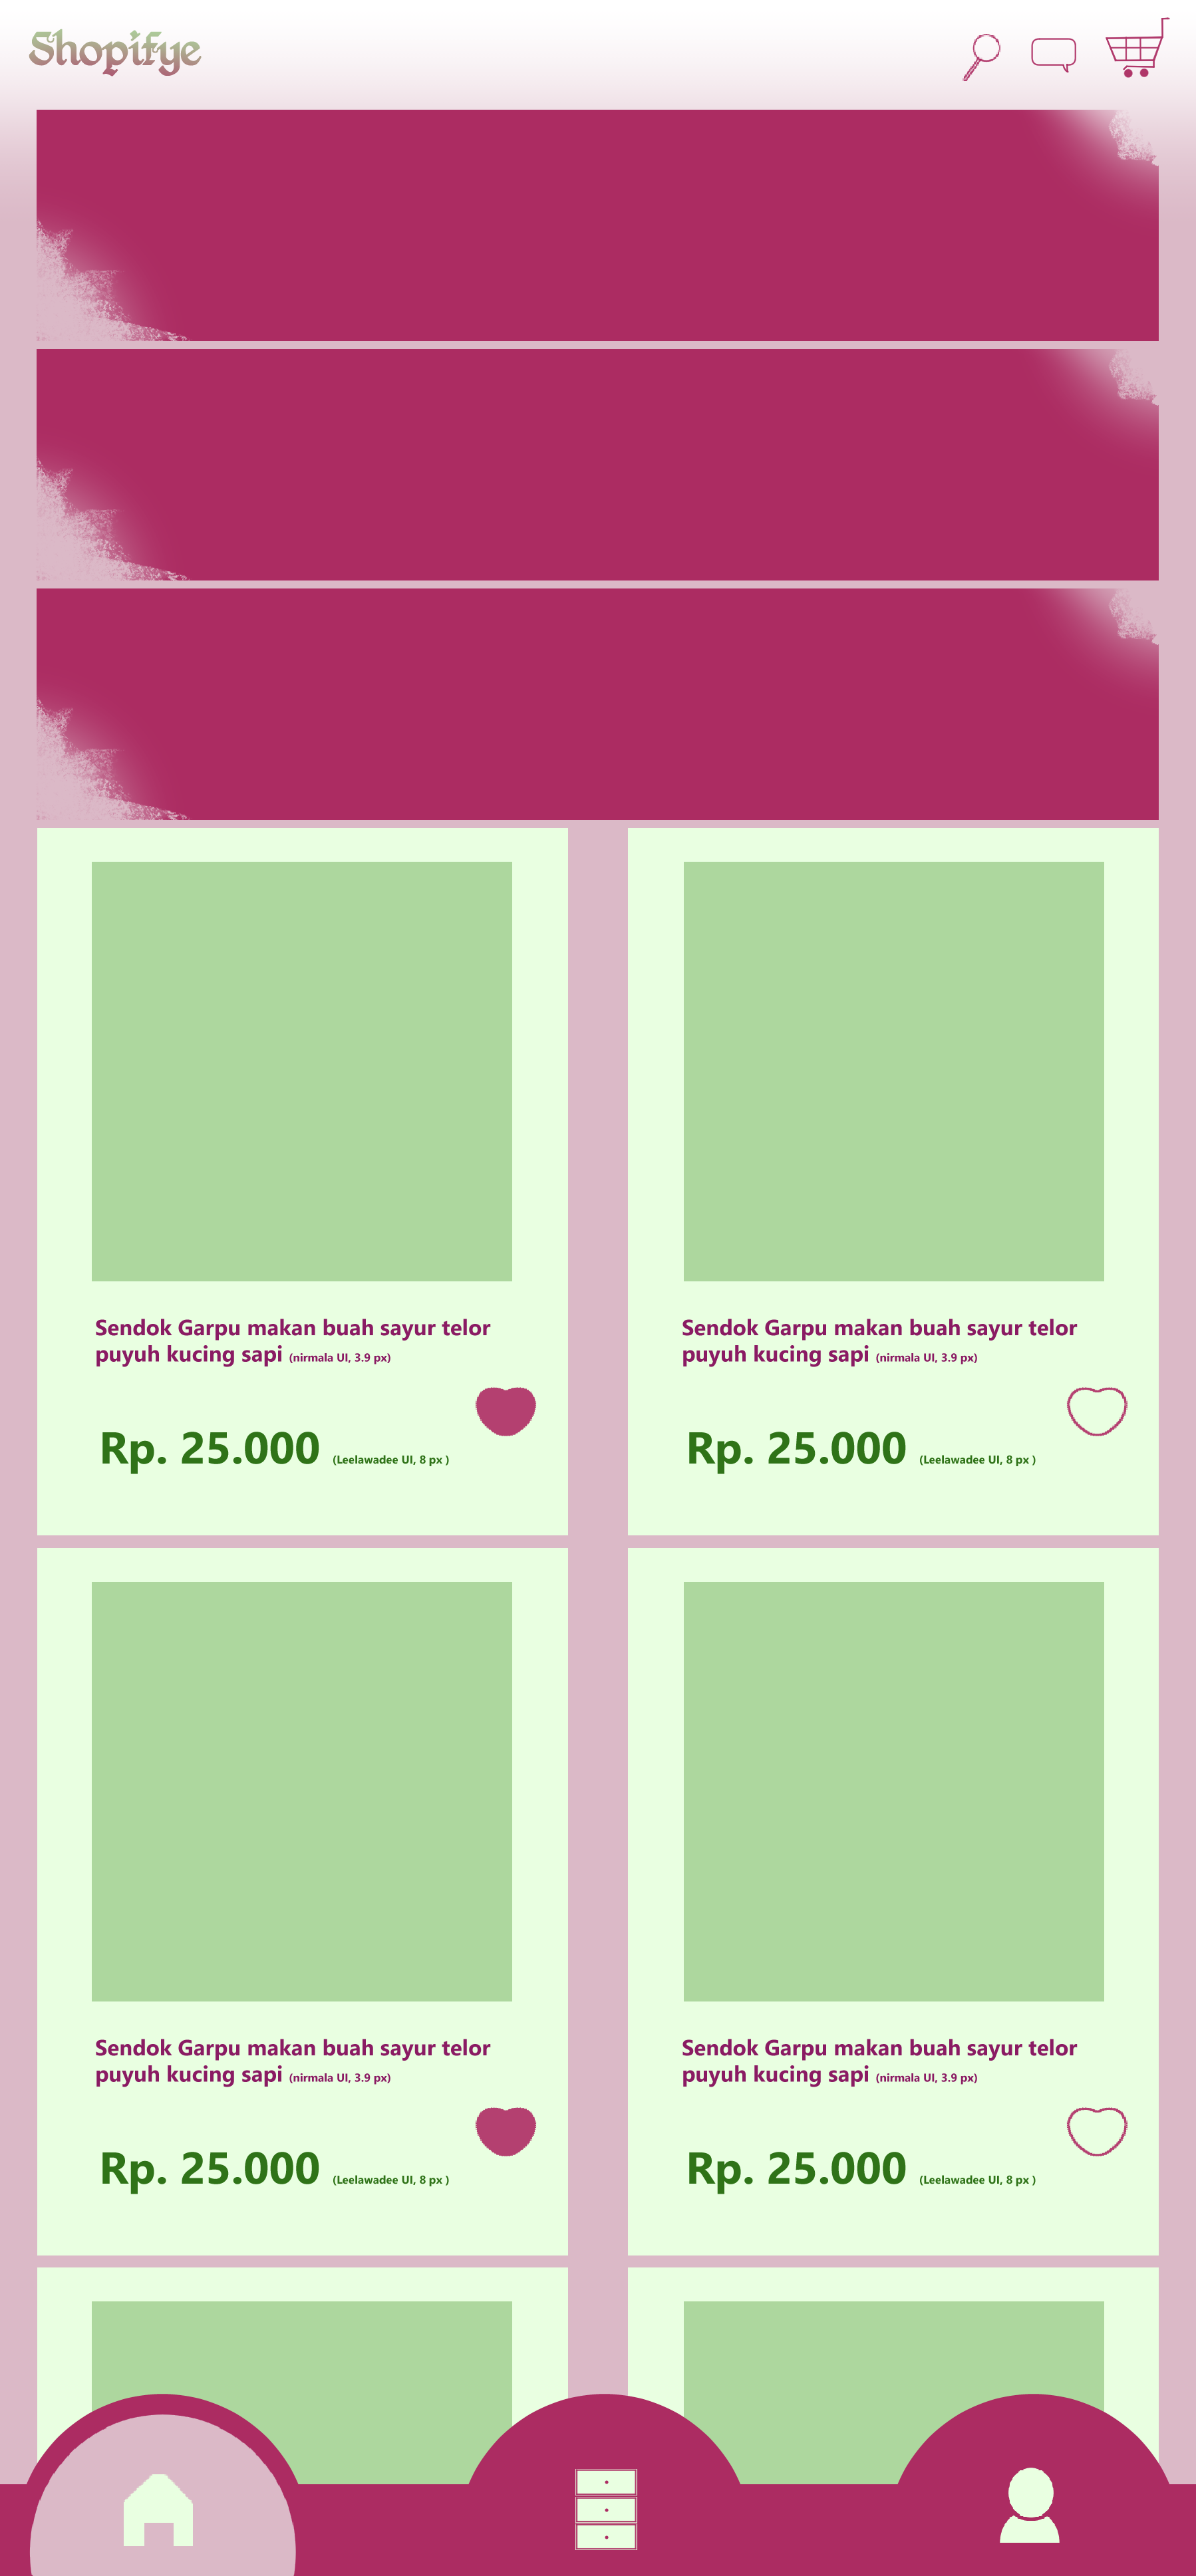 Shopifye
Sendok Garpu makan buah sayur telor
puyuh kucing sapi (nirmala UI, 3.9 px)
Rp. 25.000 (Leelawadee UI, 8 px )
Sendok Garpu makan buah sayur telor
puyuh kucing sapi (nirmala UI, 3.9 px)
Rp. 25.000 (Leelawadee UI, 8 px )
Sendok Garpu makan buah sayur telor
puyuh kucing sapi (nirmala UI, 3.9 px)
Rp. 25.000 (Leelawadee UI, 8 px )
Sendok Garpu makan buah sayur telor
puyuh kucing sapi (nirmala UI, 3.9 px)
Rp. 25.000 (Leelawadee UI, 8 px )